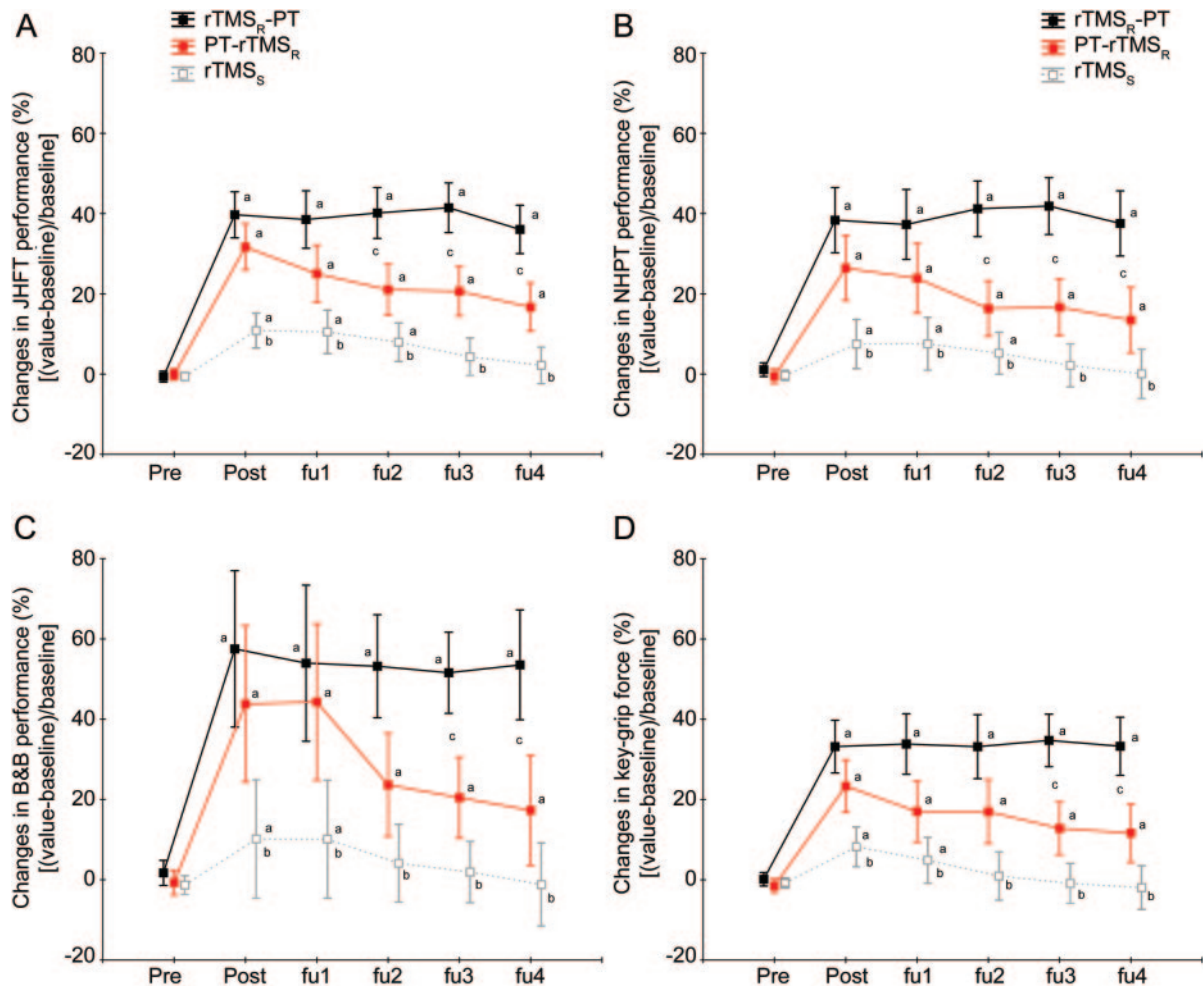 A
rTMSR-PT
PT-rTMSR
rTMSS
Changes in JHFT performance (%)
[(value-baseline)/baseline]
80
60
40
20
0
-20
a
a
a
a
a
c
c
c
a
a
a
a
a
a
a
a
b
b
b
b
b
Pre Post fu1 fu2 fu3 fu4
B
rTMSR-PT
PT-rTMSR
rTMSS
Changes in NHPT performance (%)
[(value-baseline)/baseline]
80
60
40
20
0
-20
a
a
a
a
a
c
c
c
a
a
a
a
a
a
a
a
b
b
b
b
b
Pre Post fu1 fu2 fu3 fu4
C
Changes in B&B performance (%)
[(value-baseline)/baseline]
80
60
40
20
0
-20
a
a
a
a
a
c
c
a
a
a
a
a
a
a
b
b
b
b
b
Pre Post fu1 fu2 fu3 fu4
D
Changes in key-grip force (%)
[(value-baseline)/baseline]
80
60
40
20
0
-20
a
a
a
a
a
c
c
a
a
a
a
a
a
a
b
b
b
b
b
Pre Post fu1 fu2 fu3 fu4